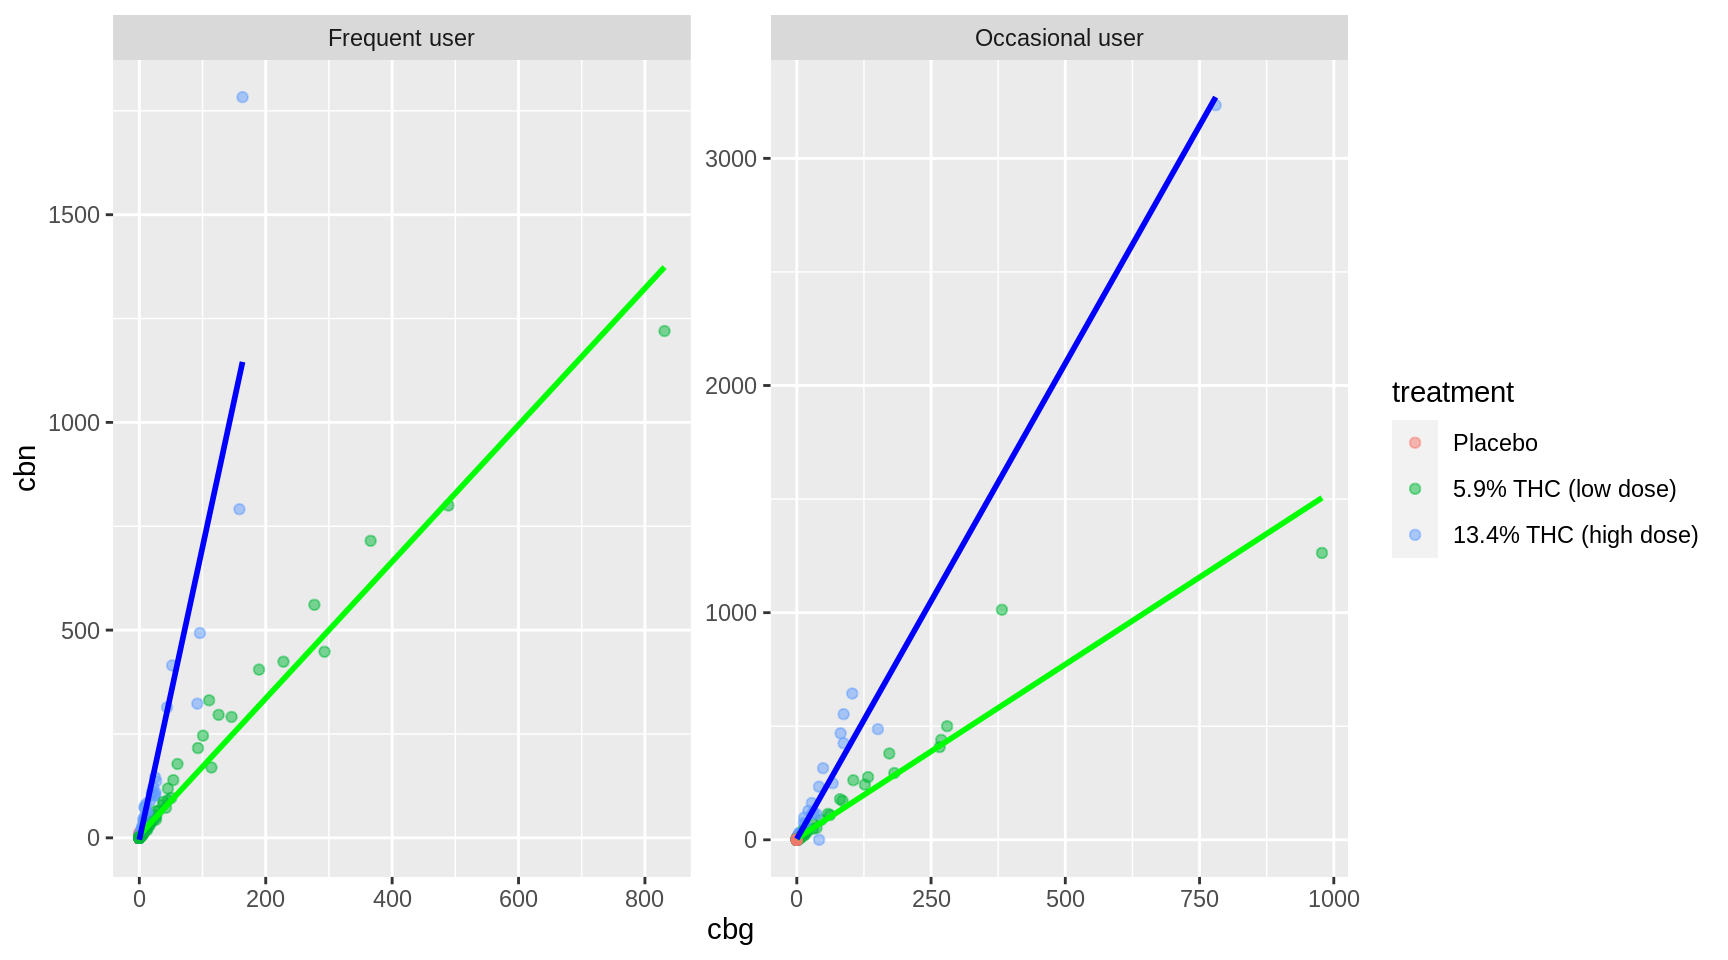 Frequent user
Occasional user
cbn
1500
1000
500
0
3000
2000
1000
0
0 200 400 600 800
0 250 500 750 1000
cbg
treatment
Placebo
5.9% THC (low dose)
13.4% THC (high dose)